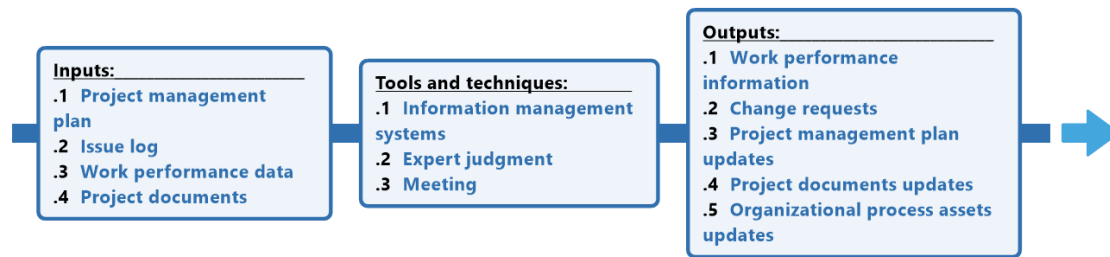 Inputs:
.1 Project management
plan
.2 Issue log
.3 Work performance data
.4 Project documents
Tools and techniques:
.1 Information management
systems
.2 Expert judgment
.3 Meeting
Outputs:
.1 Work performance
information
.2 Change requests
.3 Project management plan
updates
.4 Project documents updates
.5 Organizational process assets
updates